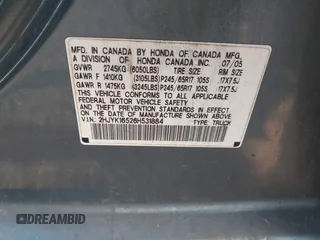 MFD. IN CANADA BY HONDA OF CANADA MFG.
A DIVISION OF HONDA CANADA INC. 07/05
GVWR 2745KG (6050LBS) TIRE SIZE RIM SIZE
GAWR F 1410KG (3105LBS) P245/65R17 105S 17X7.5J
GAWR R 1475KG (3245LBS) P245/65R17 105S 17X7.5J
THIS VEHICLE CONFORMS TO ALL APPLICABLE
FEDERAL MOTOR VEHICLE SAFETY
AND THEFT PREVENTION STANDARDS IN EFFECT ON
THE DATE OF MANUFACTURE SHOWN ABOVE.
V.I.N: 2HJYK16526H531884 TYPE: TRUCK
© DREAMBID